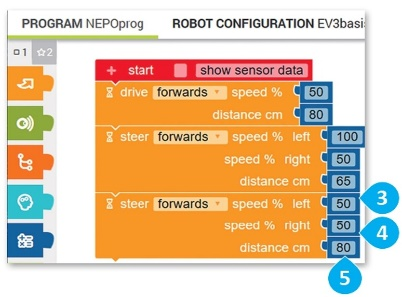 PROGRAM NEPOprog ROBOT CONFIGURATION EV3basi
1 2
+ start show sensor data
drive forwards speed % 50
distance cm 80
steer forwards speed % left 100
speed % right 50
distance cm 65
steer forwards speed % left 50
3
speed % right 50
4
distance cm 80
5